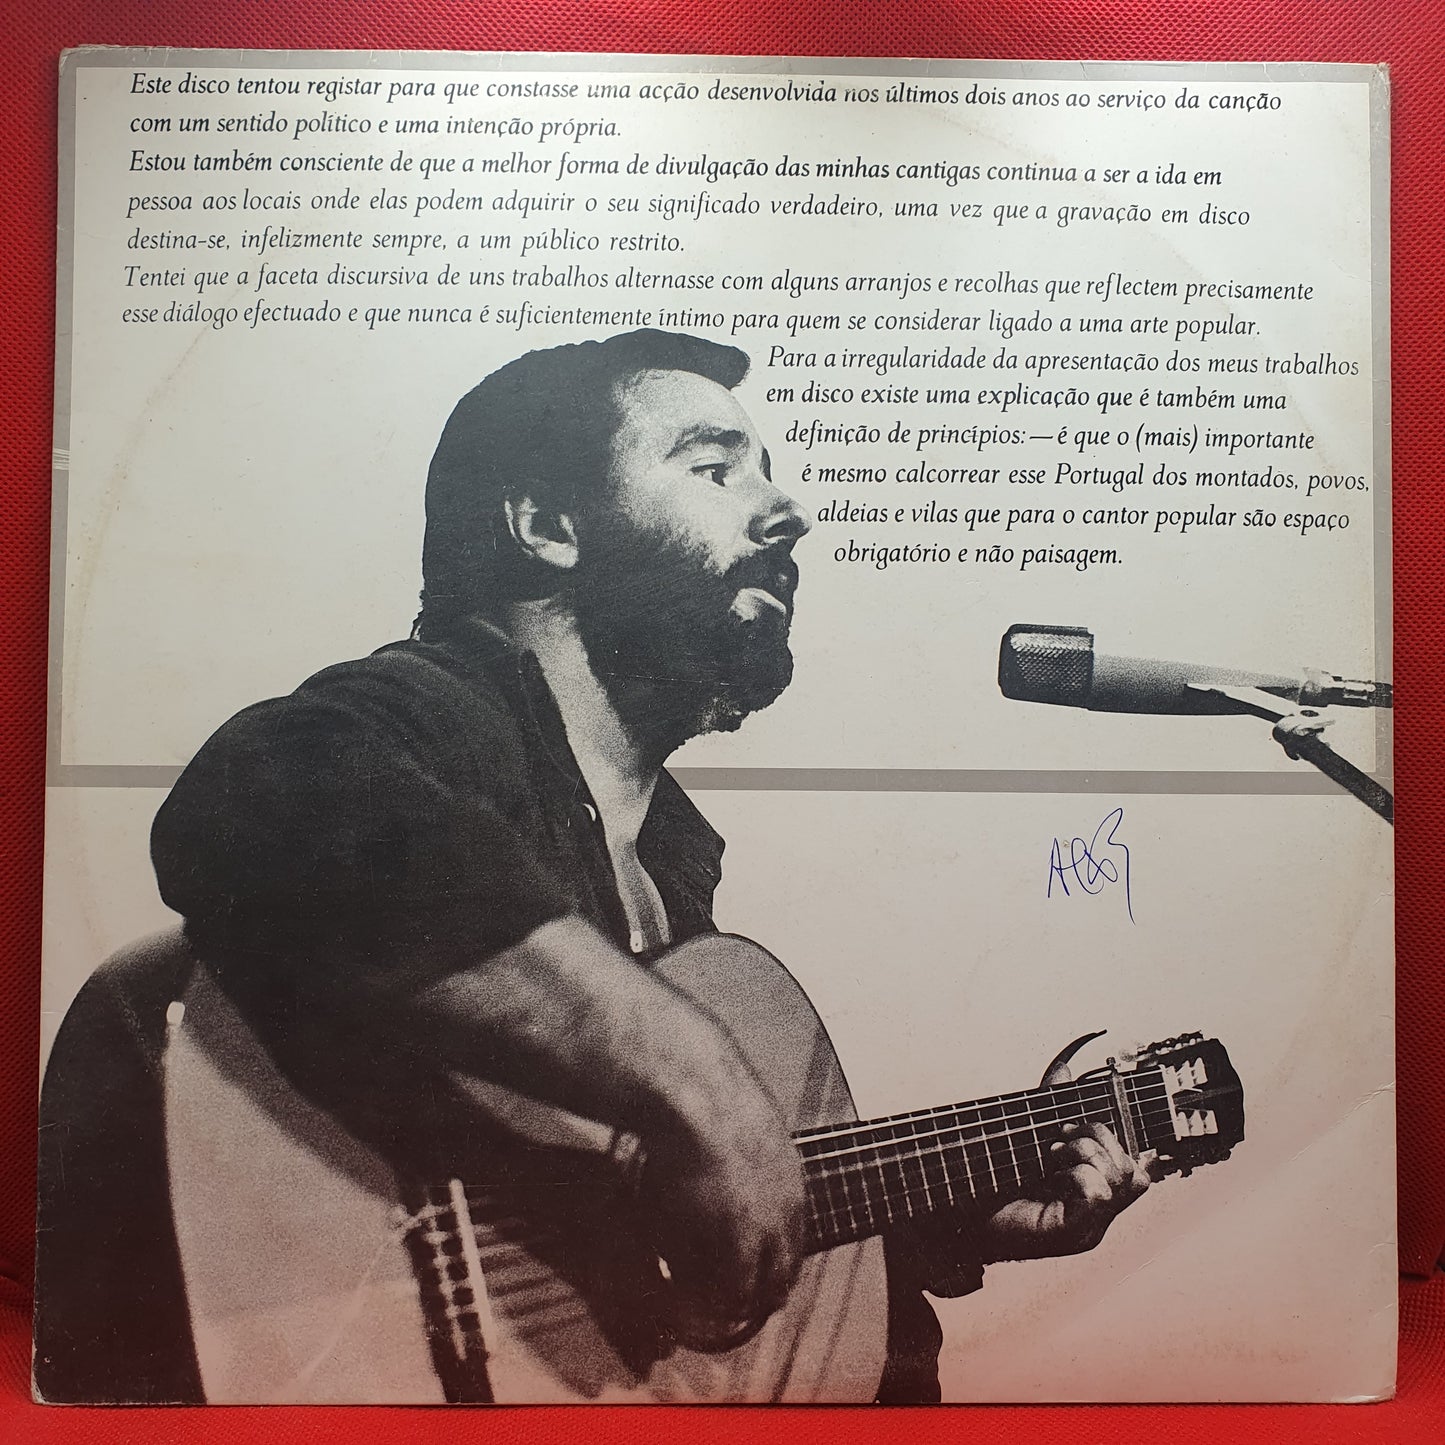 Este disco tentou registar para que constasse uma acção desenvolvida nos últimos dois anos ao serviço da canção
com um sentido político e uma intenção própria.
Estou também consciente de que a melhor forma de divulgação das minhas cantigas continua a ser a ida em
pessoa aos locais onde elas podem adquirir o seu significado verdadeiro, uma vez que a gravação em disco
destina-se, infelizmente sempre, a um público restrito.
Tentei que a faceta discursiva de uns trabalhos alternasse com alguns arranjos e recolhas que reflectem precisamente
esse diálogo efectuado e que nunca é suficientemente íntimo para quem se considerar ligado a uma arte popular.
Para a irregularidade da apresentação dos meus trabalhos
em disco existe uma explicação que é também uma
definição de princípios: — é que o (mais) importante
é mesmo calcorrear esse Portugal dos montados, povos,
aldeias e vilas que para o cantor popular são espaço
obrigatório e não paisagem.